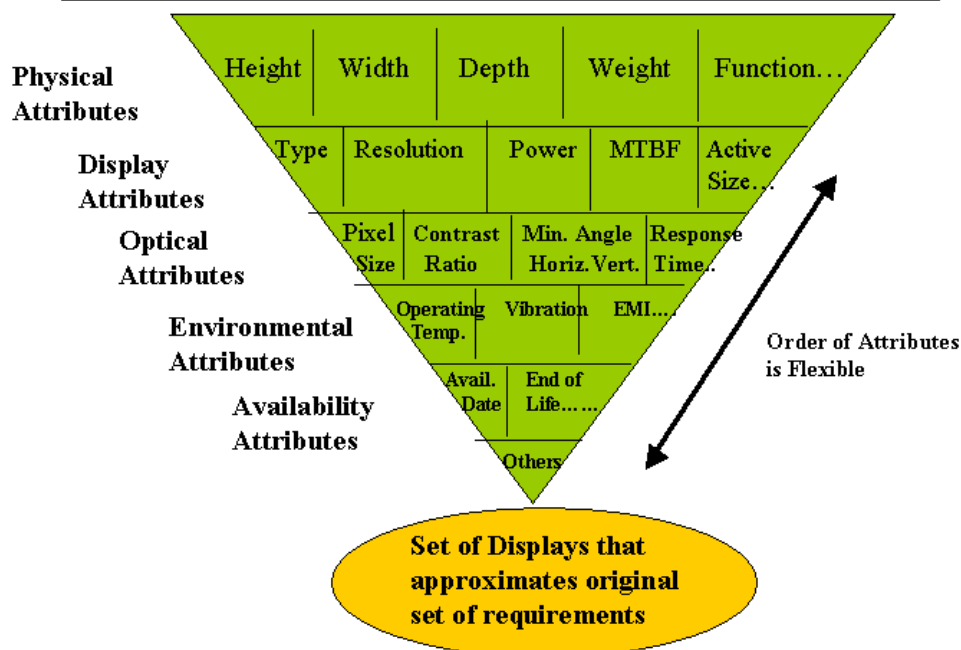 Physical
Attributes
Height Width Depth Weight Function…
Display
Attributes
Type Resolution Power MTBF Active
Size…
Optical
Attributes
Pixel Contrast Min. Angle Response
Size Ratio Horiz. Vert. Time..
Environmental
Attributes
Operating Vibration EMI….
Temp.
Availability
Attributes
Avail. End of
Date Life……
Others
Order of Attributes
is Flexible
Set of Displays that
approximates original
set of requirements